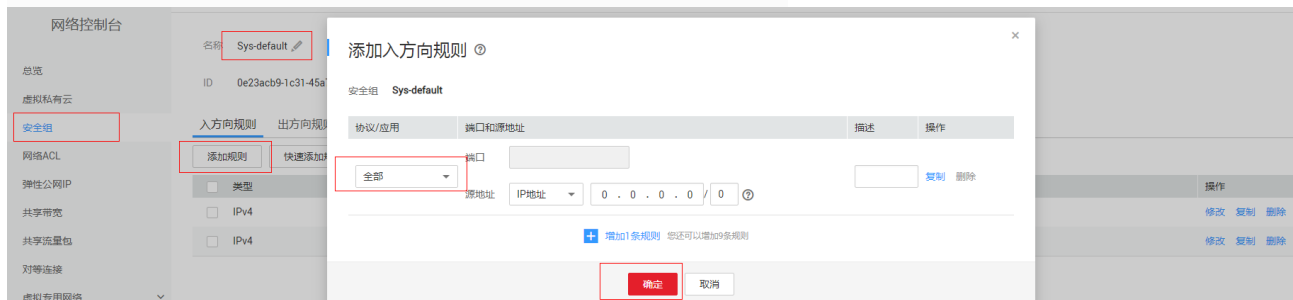 网络控制台
总览
虚拟私有云
安全组
网络ACL
弹性公网IP
共享带宽
共享流量包
对等连接
虚拟专用网络
名称 Sys-default
ID 0e23acb9-1c31-45a
入方向规则 出方向规
添加规则 快速添加
类型 操作
IPv4 修改 复制 删除
IPv4 修改 复制 删除
添加入方向规则
安全组 Sys-default
协议/应用 端口和源地址 描述 操作
端口
全部 复制 删除
源地址 IP地址 0 . 0 . 0 . 0 / 0
增加1条规则 您还可以增加9条规则
确定 取消